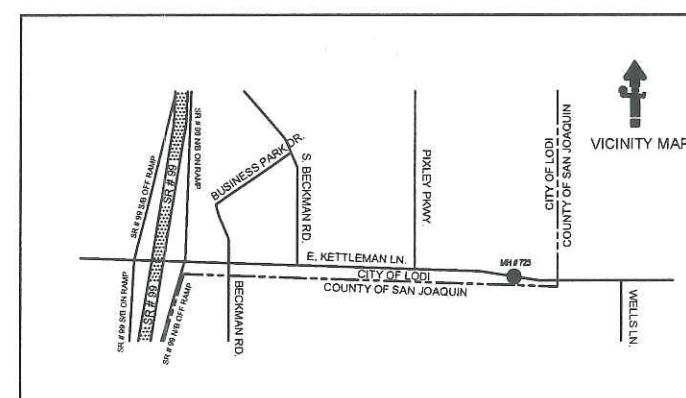 VICINITY MAP
SR # 99 S/B OFF RAMP
SR # 99
SR # 99 N/B ON RAMP
BUSINESS PARK DR.
S. BECKMAN RD.
PIXLEY PKWY.
CITY OF LODI
COUNTY OF SAN JOAQUIN
E. KETTLEMAN LN.
MH # 723
CITY OF LODI
COUNTY OF SAN JOAQUIN
SR # 99 S/B ON RAMP
SR # 99
SR # 99 N/B OFF RAMP
BECKMAN RD.
WELLS LN.